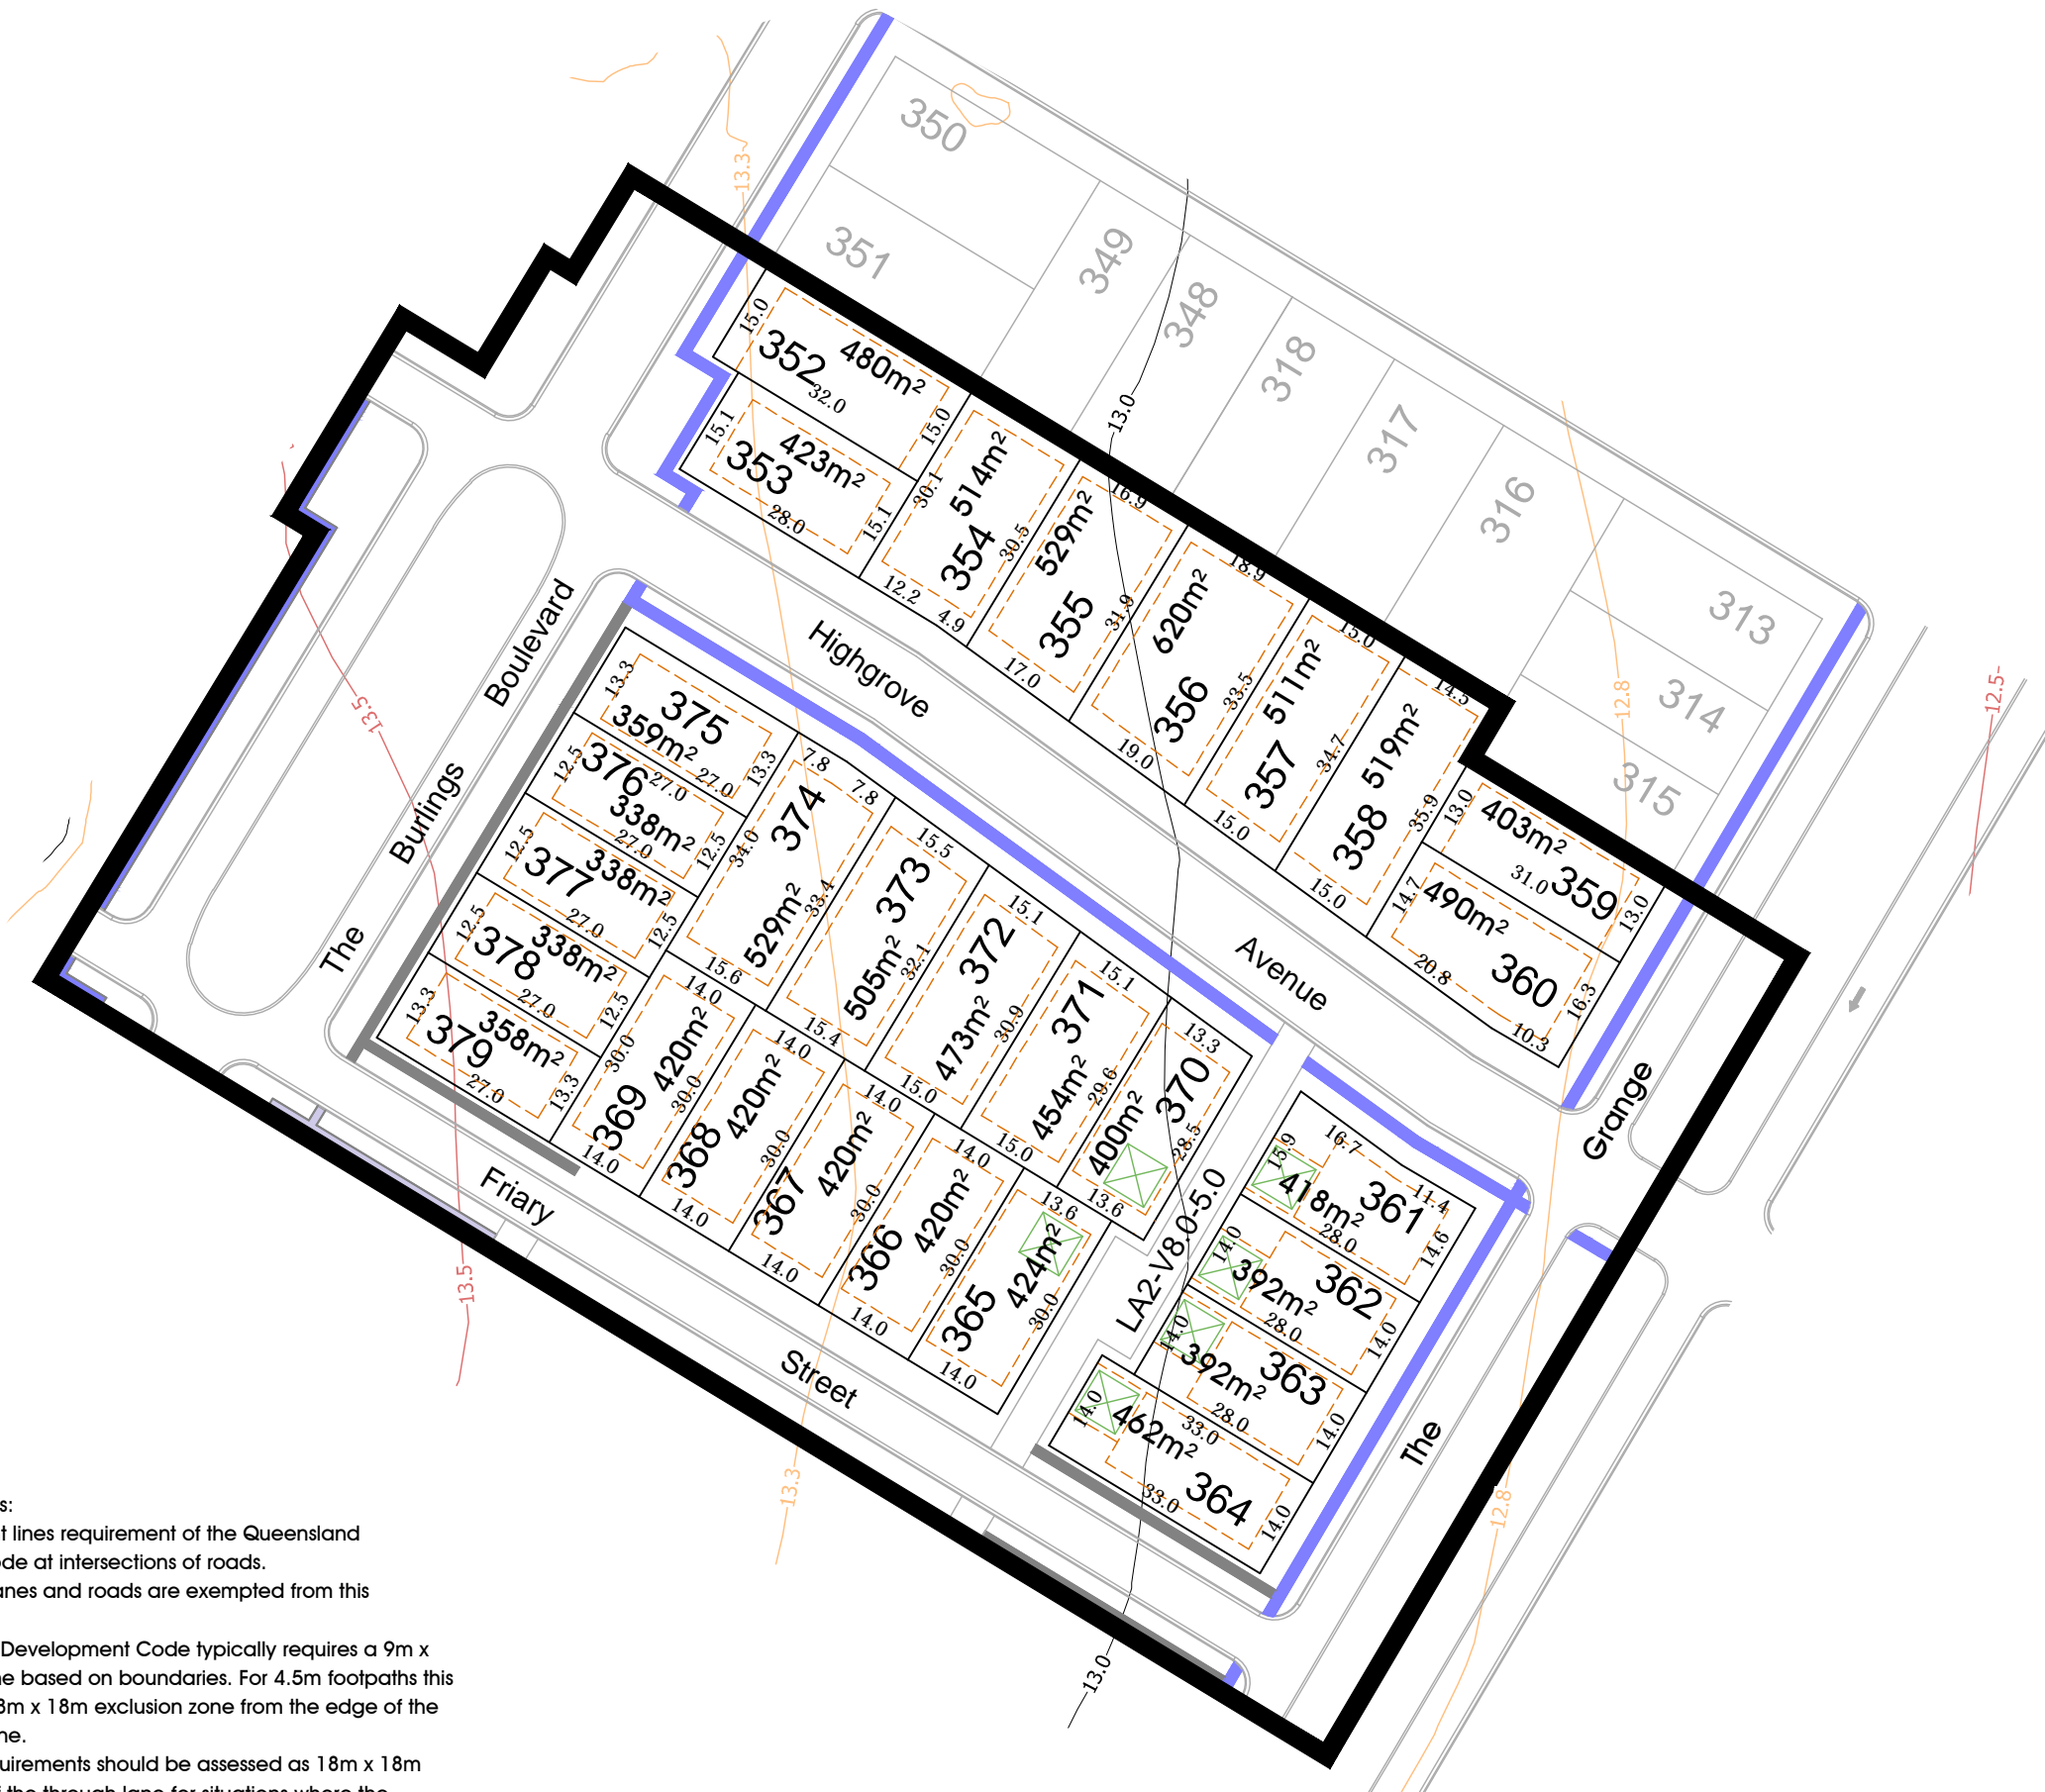 350
351
349
348
318
317
316
313
314
315
13.3
13.0
12.8
12.5
13.5
15.0
352
480m²
32.0
15.0
15.1
353
423m²
28.0
15.1
30.1
514m²
354
30.5
12.2
4.9
16.9
529m²
355
31.9
17.0
18.9
620m²
356
33.5
19.0
15.0
511m²
357
34.7
15.0
14.5
519m²
358
35.9
15.0
13.0
403m²
359
31.0
13.0
14.7
490m²
360
20.8
10.3
16.3
Highgrove
Avenue
The
Burlings
Boulevard
13.3
375
359m²
27.0
13.3
12.5
376
27.0
338m²
27.0
12.5
12.5
377
338m²
27.0
12.5
12.5
378
338m²
27.0
12.5
13.3
379
358m²
27.0
13.3
7.8
7.8
374
34.0
529m²
33.4
15.6
15.5
373
505m²
32.1
15.4
15.1
372
473m²
30.9
15.0
15.1
371
454m²
29.6
15.0
13.3
370
400m²
28.5
13.6
14.0
369
420m²
30.0
30.0
14.0
14.0
368
420m²
30.0
14.0
14.0
367
420m²
30.0
14.0
14.0
366
420m²
30.0
14.0
13.6
365
424m²
30.0
14.0
LA2-V8.0-5.0
15.9
16.7
11.4
361
418m²
28.0
14.6
14.0
362
392m²
28.0
14.0
14.0
363
392m²
28.0
14.0
14.0
462m²
33.0
364
33.0
14.0
The
Grange
Friary
Street
13.5
13.3
13.0
12.8
s:
t lines requirement of the Queensland
de at intersections of roads.
anes and roads are exempted from this
Development Code typically requires a 9m x
ne based on boundaries. For 4.5m footpaths this
8m x 18m exclusion zone from the edge of the
ne.
uirements should be assessed as 18m x 18m
the through lane for situations where the